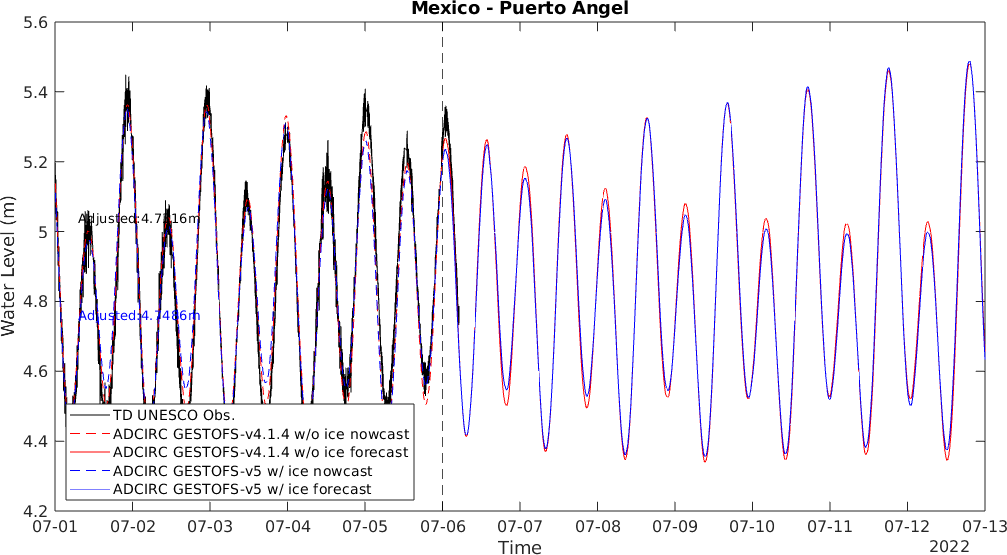 Mexico - Puerto Angel
5.6
5.4
5.2
5
4.8
4.6
4.4
4.2
Water Level (m)
Adjusted:4.7216m
Adjusted:4.7486m
TD UNESCO Obs.
ADCIRC GESTOFS-v4.1.4 w/o ice nowcast
ADCIRC GESTOFS-v4.1.4 w/o ice forecast
ADCIRC GESTOFS-v5 w/ ice nowcast
ADCIRC GESTOFS-v5 w/ ice forecast
07-01 07-02 07-03 07-04 07-05 07-06 07-07 07-08 07-09 07-10 07-11 07-12 07-13
Time
2022